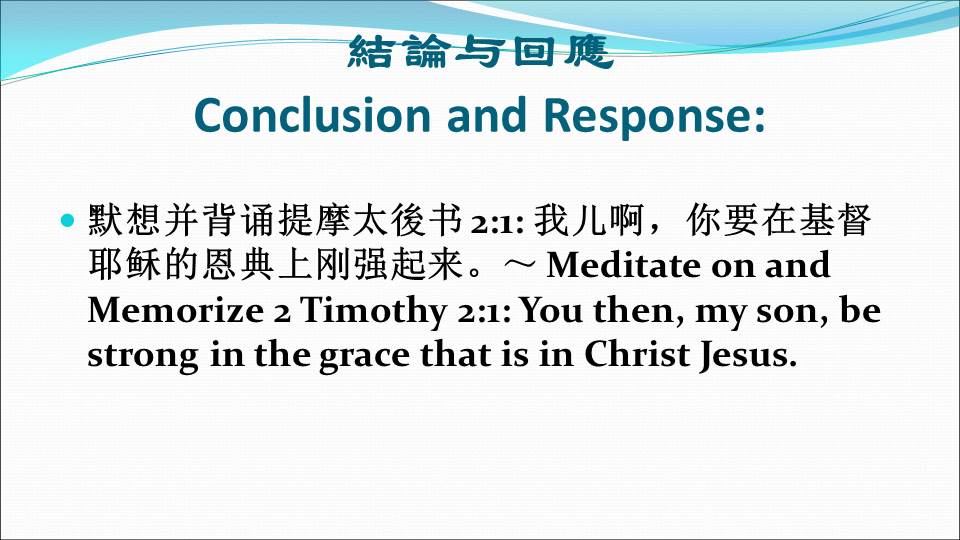 結論与回應
Conclusion and Response:
• 默想并背诵提摩太後书 2:1: 我儿啊，你要在基督
耶稣的恩典上刚强起来。～ Meditate on and
Memorize 2 Timothy 2:1: You then, my son, be
strong in the grace that is in Christ Jesus.